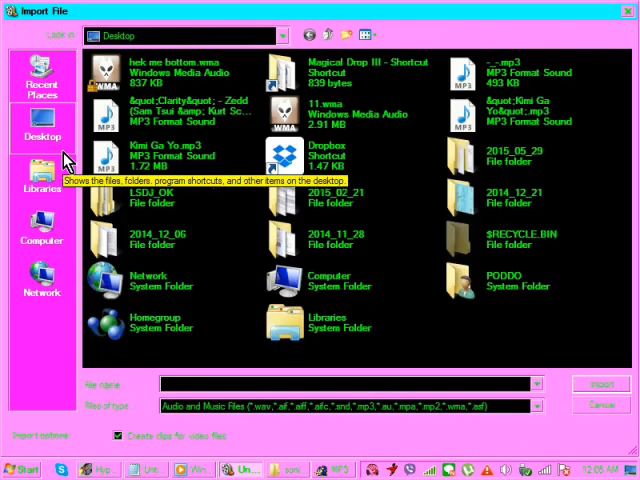 Import File
Look in:
Desktop
Recent Places
Desktop
Libraries
Computer
Network
hek me bottom.wma
Windows Media Audio
837 KB
Magical Drop III - Shortcut
Shortcut
839 bytes
-_-.mp3
MP3 Format Sound
493 KB
&quot;Clarity&quot; - Zedd
(Sam Tsui &amp; Kurt Sc...
MP3 Format Sound
11.wma
Windows Media Audio
2.91 MB
&quot;Kimi Ga
Yo&quot;.mp3
MP3 Format Sound
Kimi Ga Yo.mp3
MP3 Format Sound
1.72 MB
Dropbox
Shortcut
1.47 KB
2015_05_29
File folder
Shows the files, folders, program shortcuts, and other items on the desktop.
LSDJ_OK
File folder
2015_02_21
File folder
2014_12_21
File folder
2014_12_06
File folder
2014_11_28
File folder
$RECYCLE.BIN
File folder
Network
System Folder
Computer
System Folder
PODDO
System Folder
Homegroup
System Folder
Libraries
System Folder
File name
Import
Files of type
Audio and Music Files (*.wav,*.aif,*.aiff,*.aifc,*.snd,*.mp3,*.au,*.mpa,*.mp2,*.wma,*.asf)
Cancel
Import options:
Create clips for video files
Start
Hyp...
Unt...
Win...
Un...
sonı
MP3
12:05 AM